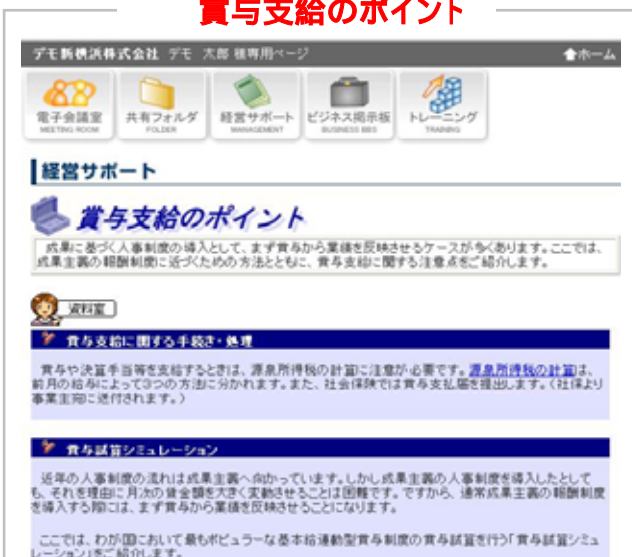 賞与支給のポイント
デモ新横浜株式会社 デモ 太郎 様専用ページ
ホーム
電子会議室 共有フォルダ 経営サポート ビジネス掲示板 トレーニング
MEETING ROOM FOLDER MANAGEMENT BUSINESS BBS TRAINING
経営サポート
賞与支給のポイント
成果に基づく人事制度の導入として、まず賞与から業績を反映させるケースが多くあります。ここでは、
成果主義の報酬制度に近づくための方法とともに、賞与支給に関する注意点をご紹介します。
資料室
賞与支給に関する手続き・処理
賞与や決算手当等を支給するときは、源泉所得税の計算に注意が必要です。源泉所得税の計算は、
前月の給与によって3つの方法に分かれます。また、社会保険では賞与支払届を提出します。（社保より
事業主宛に送付されます。）
賞与試算シミュレーション
近年の人事制度の流れは成果主義へ向かっています。しかし成果主義の人事制度を導入したとして
も、それを理由に月次の賃金額を大きく変動させることは困難です。ですから、通常成果主義の報酬制度
を導入する際には、まず賞与から業績を反映させることになります。
ここでは、わが国において最もポピュラーな基本給連動型賞与制度の賞与試算を行う「賞与試算シミュ
レーション」をご紹介します。